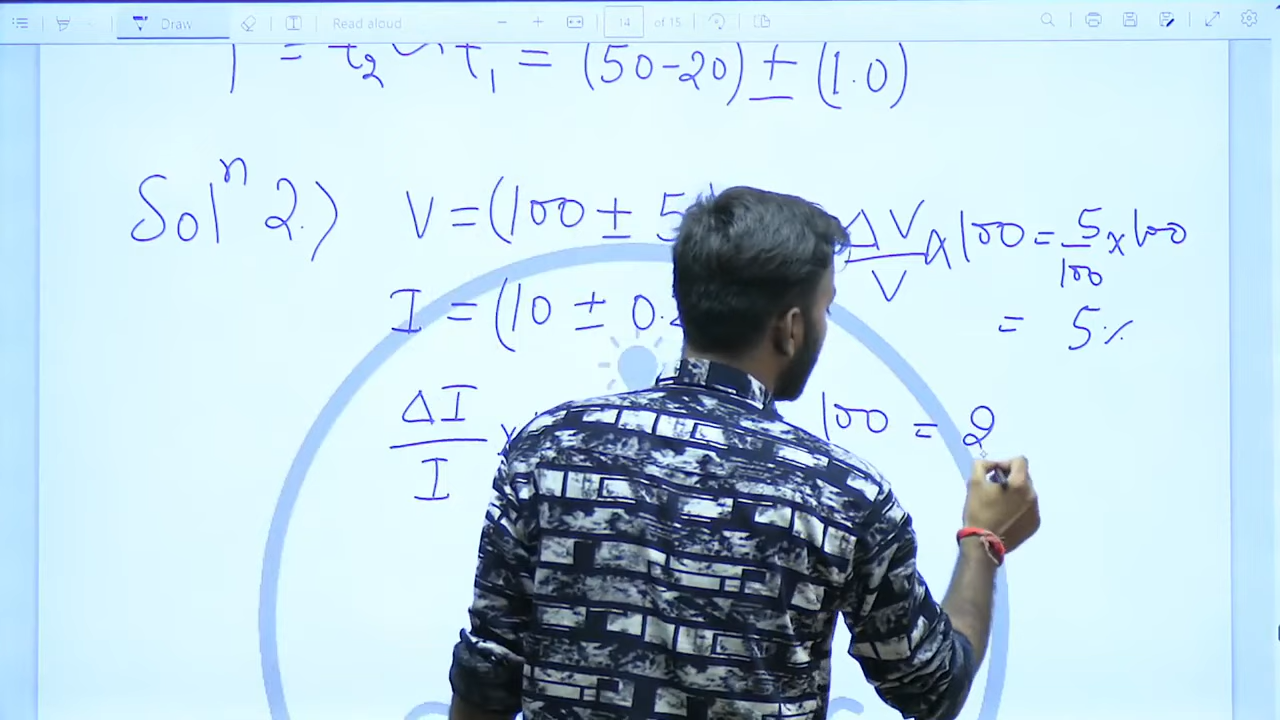 Draw Read aloud 14 of 15
T = t₂ ~ t₁ = (50-20) ± (1.0)
Solⁿ 2.) V = (100 ± 5 ΔV/V × 100 = 5/100 × 100
I = (10 ± 0. = 5%
ΔI/I × 100 = 2